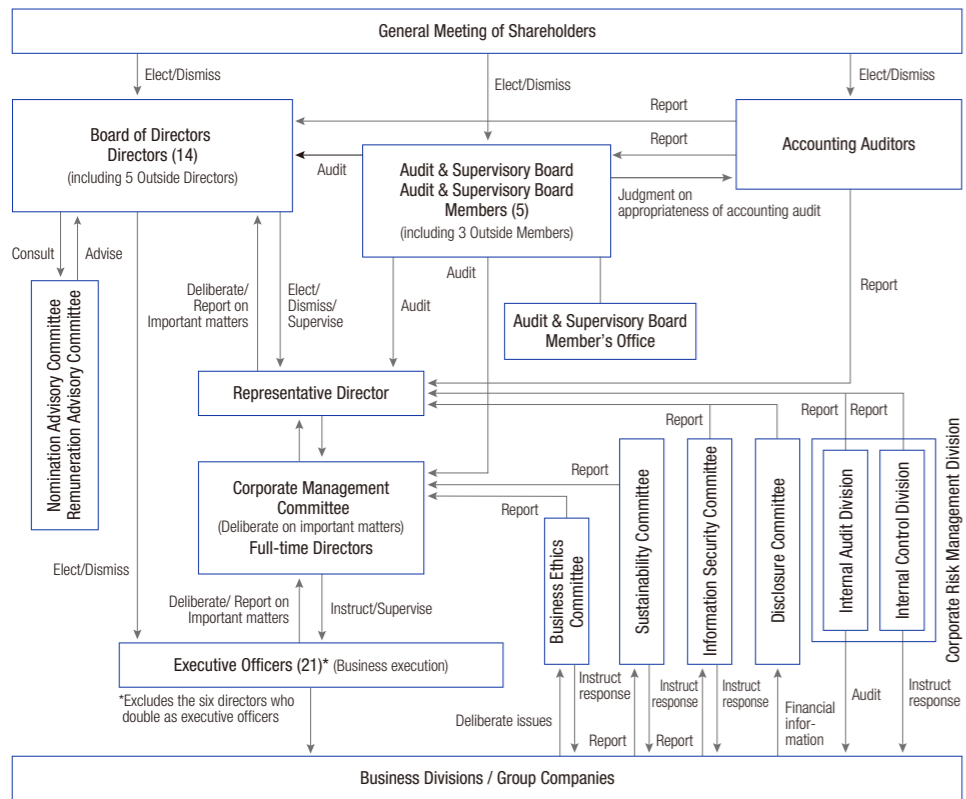 General Meeting of Shareholders
Elect/Dismiss
Elect/Dismiss
Elect/Dismiss
Board of Directors
Directors (14)
(including 5 Outside Directors)
Report
Report
Accounting Auditors
Audit
Audit & Supervisory Board
Audit & Supervisory Board
Members (5)
(including 3 Outside Members)
Judgment on
appropriateness of accounting audit
Consult
Advise
Deliberate/
Report on
Important matters
Elect/
Dismiss/
Supervise
Audit
Audit
Report
Audit & Supervisory Board
Member's Office
Nomination Advisory Committee
Remuneration Advisory Committee
Representative Director
Report
Report
Report
Report
Report
Corporate Management
Committee
(Deliberate on important matters)
Full-time Directors
Business Ethics
Committee
Sustainability Committee
Information Security Committee
Disclosure Committee
Internal Audit Division
Internal Control Division
Corporate Risk Management Division
Elect/Dismiss
Deliberate/ Report on
Important matters
Instruct/Supervise
Executive Officers (21)* (Business execution)
*Excludes the six directors who
double as executive officers
Deliberate issues
Instruct
response
Report
Instruct
response
Report
Instruct
response
Financial
infor-
mation
Audit
Instruct
response
Business Divisions / Group Companies